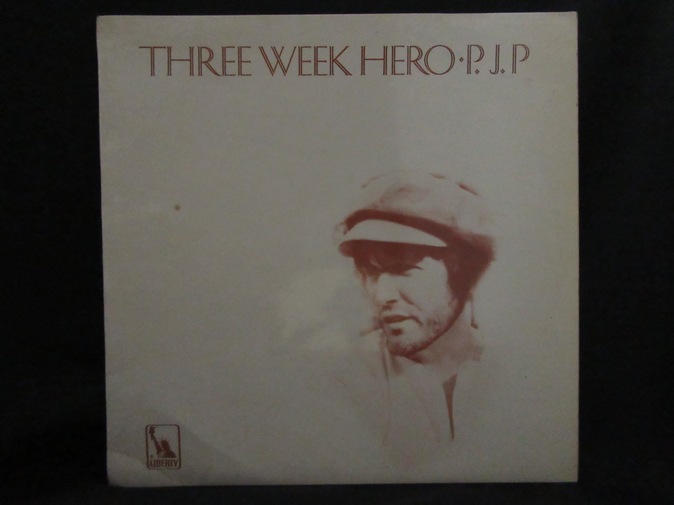 THREE WEEK HERO·P. J. P
LIBERTY